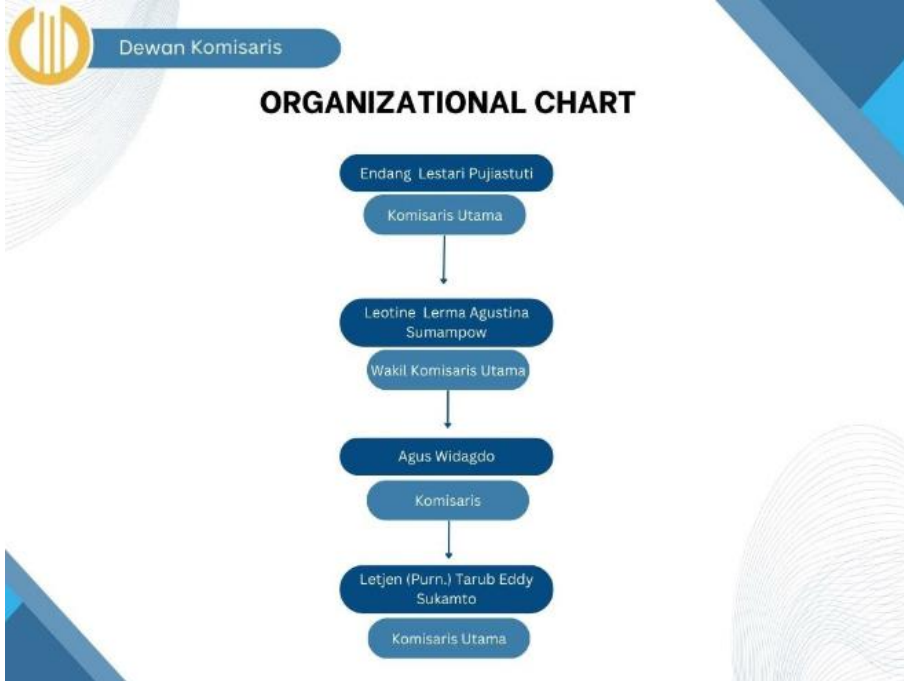 Dewan Komisaris
ORGANIZATIONAL CHART
Endang Lestari Pujiastuti
Komisaris Utama
Leotine Lerma Agustina
Sumampow
Wakil Komisaris Utama
Agus Widagdo
Komisaris
Letjen (Purn.) Tarub Eddy
Sukamto
Komisaris Utama